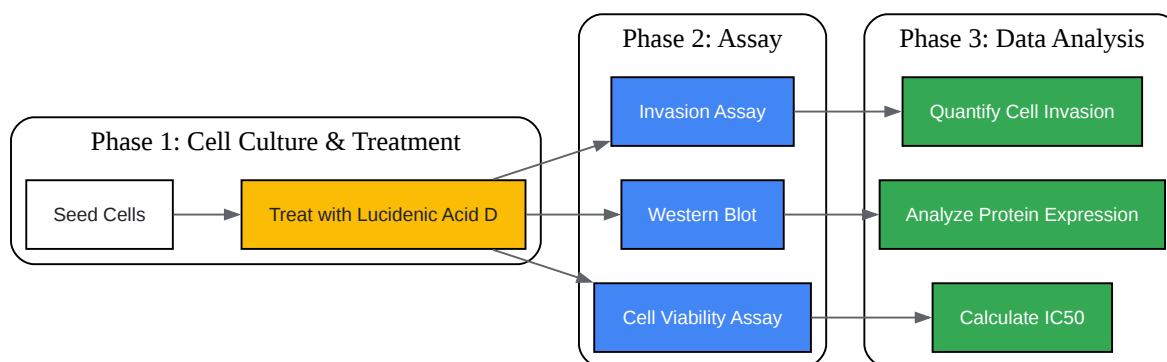 Phase 1: Cell Culture & Treatment
Seed Cells
Treat with Lucidenic Acid D
Phase 2: Assay
Invasion Assay
Western Blot
Cell Viability Assay
Phase 3: Data Analysis
Quantify Cell Invasion
Analyze Protein Expression
Calculate IC50